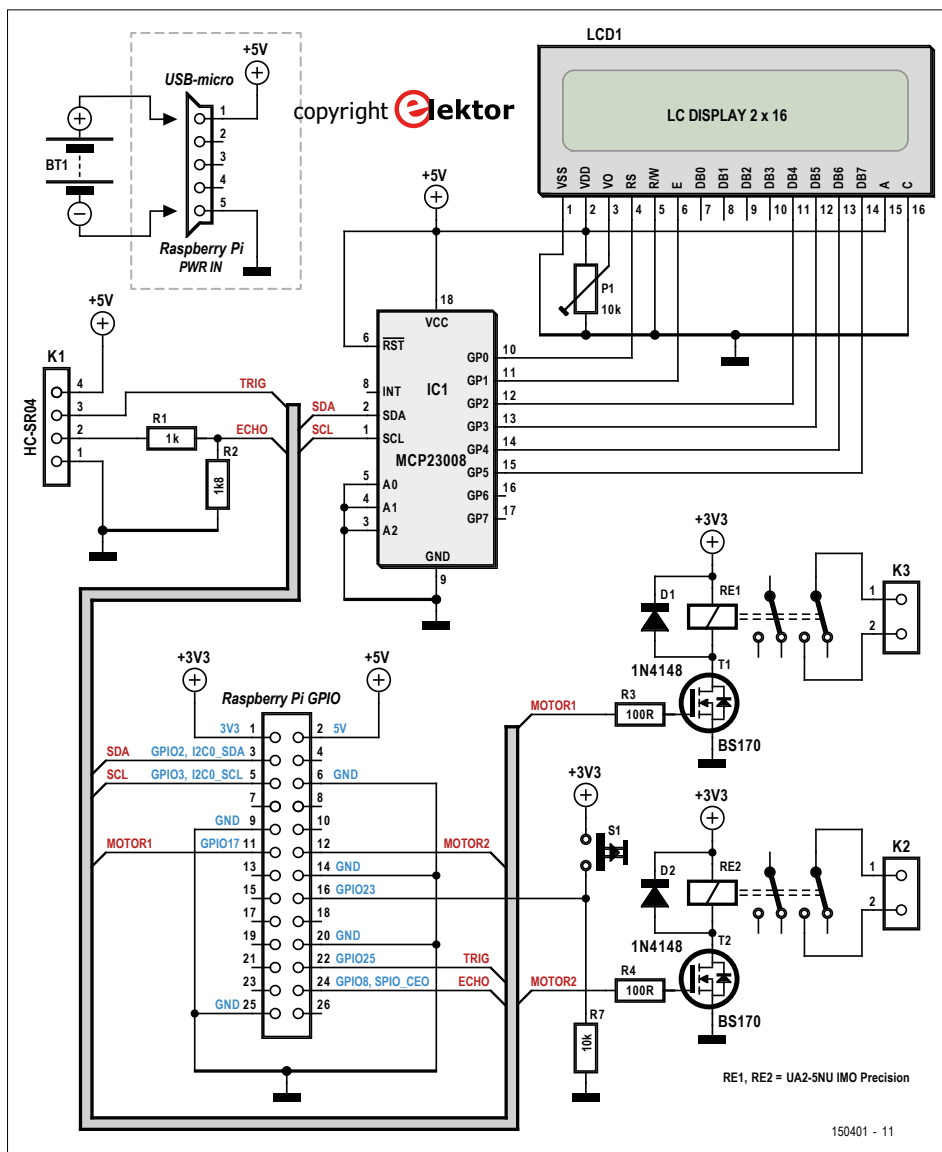 LCD1
+5V
USB-micro
copyright elektor
1
2
3
4
5
BT1
Raspberry Pi
PWR IN
LC DISPLAY 2 x 16
VSS
VDD
VO
RS
R/W
E
DB0
DB1
DB2
DB3
DB4
DB5
DB6
DB7
A
C
1
2
3
4
5
6
7
8
9
10
11
12
13
14
15
16
+5V
P1
10k
+5V
K1
HC-SR04
4
3
2
1
TRIG
R1
1k
ECHO
R2
1k8
SDA
SCL
18
VCC
6
RST
8
INT
2
SDA
1
SCL
IC1
MCP23008
5
A0
4
A1
3
A2
GND
9
GP0
10
GP1
11
GP2
12
GP3
13
GP4
14
GP5
15
GP6
16
GP7
17
+3V3
RE1
D1
1N4148
T1
BS170
R3
100R
MOTOR1
K3
1
2
+3V3
+5V
Raspberry Pi GPIO
3V3
1
2
5V
SDA
GPIO2, I2C0_SDA
3
4
SCL
GPIO3, I2C0_SCL
5
6
GND
7
8
GND
9
10
MOTOR1
GPIO17
11
12
MOTOR2
13
14
GND
15
16
GPIO23
17
18
19
20
GND
21
22
GPIO25
TRIG
23
24
GPIO8, SPIO_CEO
ECHO
GND
25
26
+3V3
S1
R7
10k
+3V3
RE2
D2
1N4148
T2
BS170
R4
100R
MOTOR2
K2
1
2
RE1, RE2 = UA2-5NU IMO Precision
150401 - 11